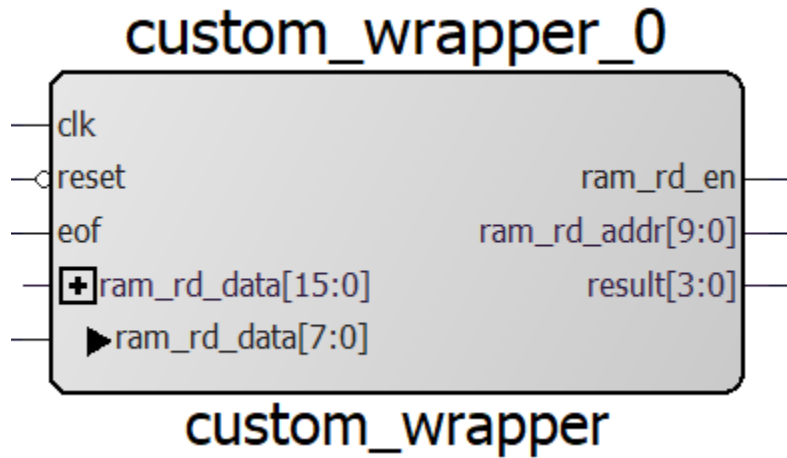 custom_wrapper_0
clk
reset
ram_rd_en
eof
ram_rd_addr[9:0]
ram_rd_data[15:0]
result[3:0]
ram_rd_data[7:0]
custom_wrapper